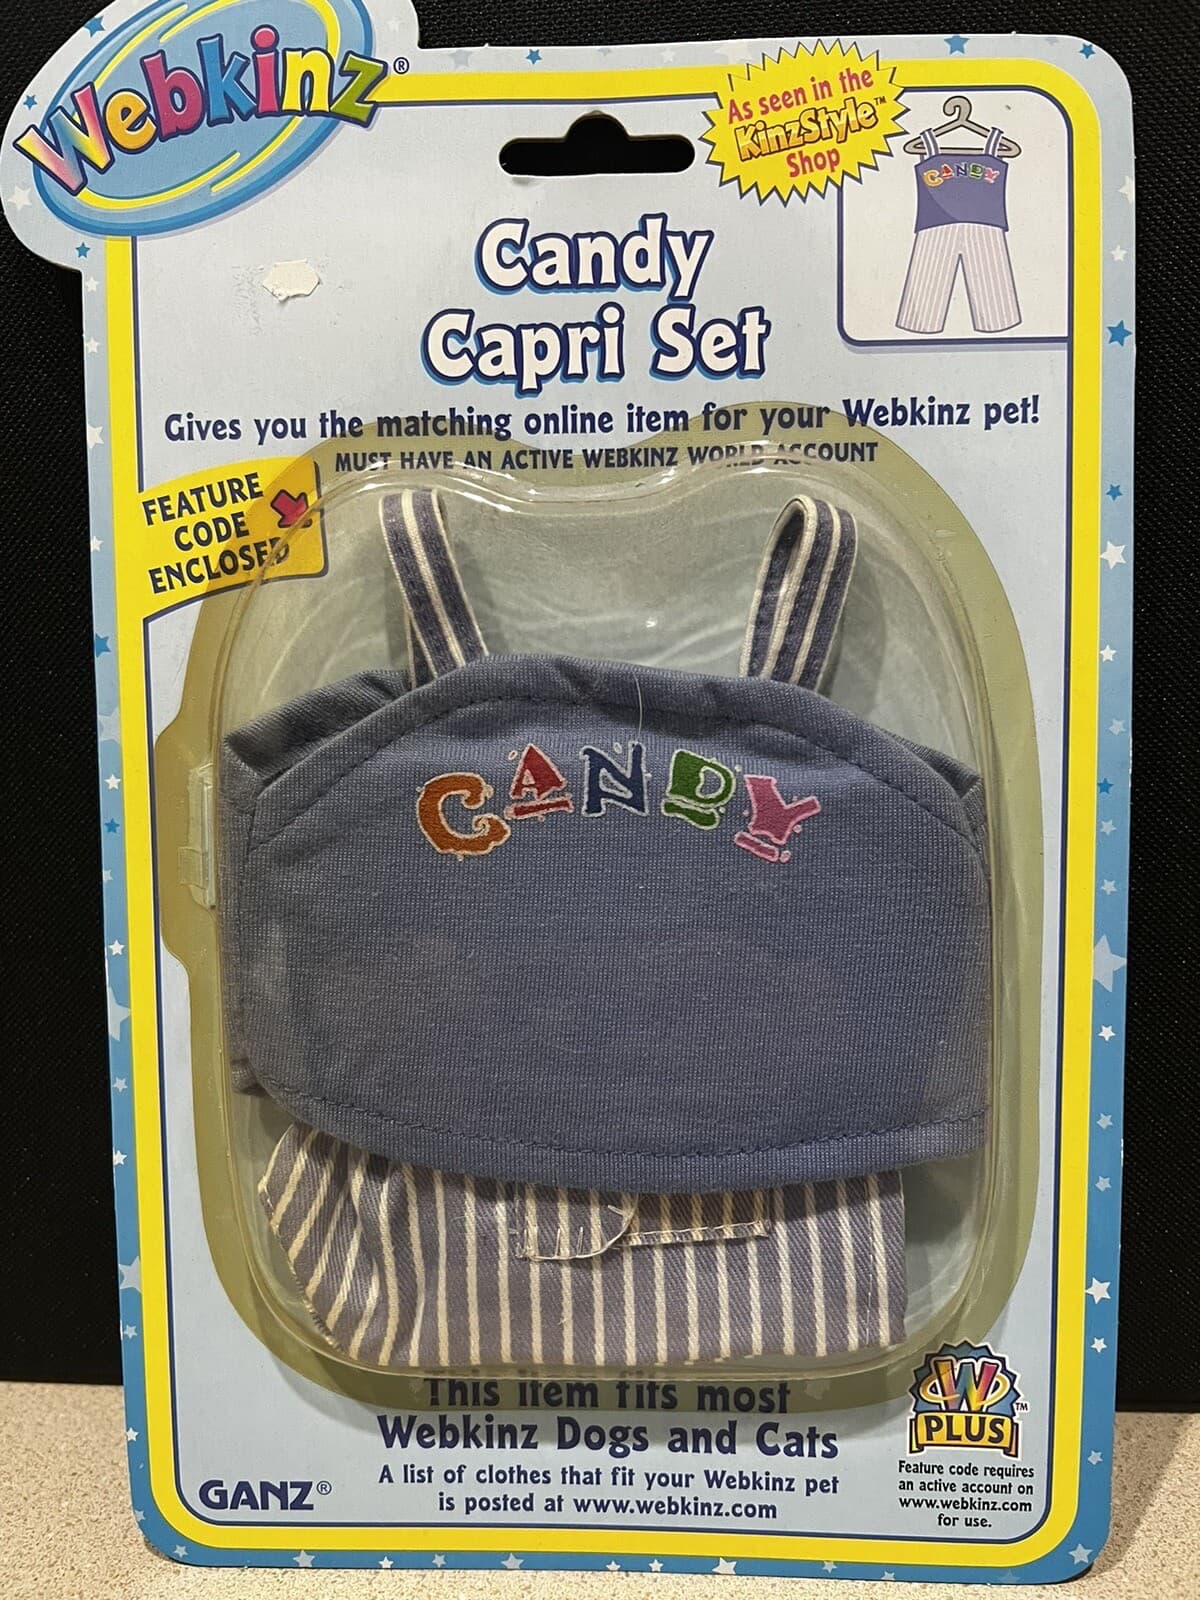 Webkinz®
As seen in the
KinzStyle™
Shop
CANDY
Candy
Capri Set
Gives you the matching online item for your Webkinz pet!
MUST HAVE AN ACTIVE WEBKINZ WORLD ACCOUNT
FEATURE
CODE
ENCLOSED
CANDY
This item fits most
Webkinz Dogs and Cats
A list of clothes that fit your Webkinz pet
is posted at www.webkinz.com
GANZ®
W
PLUS™
Feature code requires
an active account on
www.webkinz.com
for use.